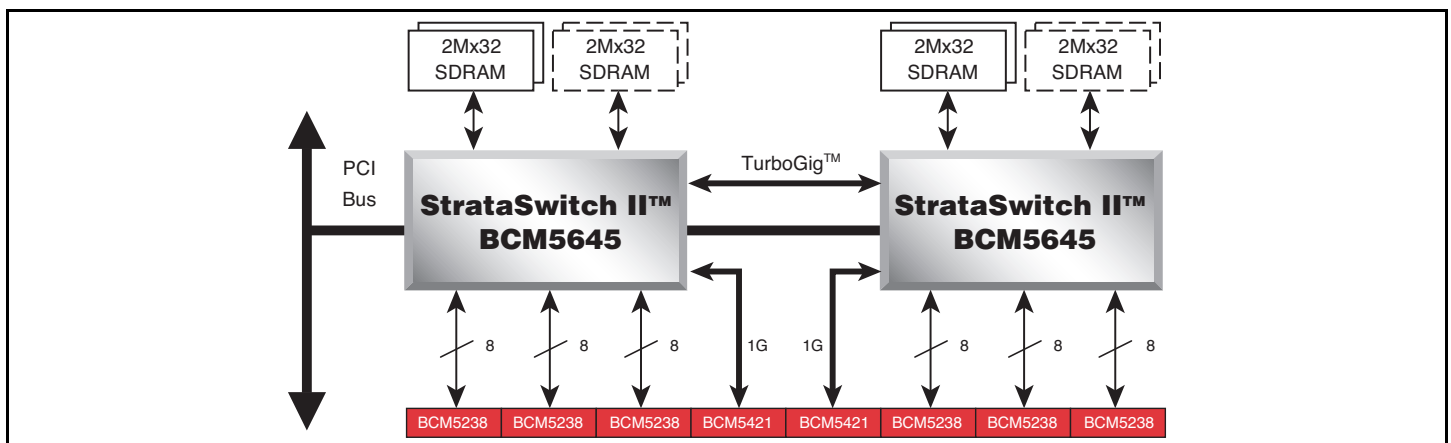 2Mx32
SDRAM
2Mx32
SDRAM
2Mx32
SDRAM
2Mx32
SDRAM
PCI
Bus
TurboGig™
StrataSwitch II™
BCM5645
StrataSwitch II™
BCM5645
8
8
8
1G
1G
8
8
8
BCM5238
BCM5238
BCM5238
BCM5421
BCM5421
BCM5238
BCM5238
BCM5238